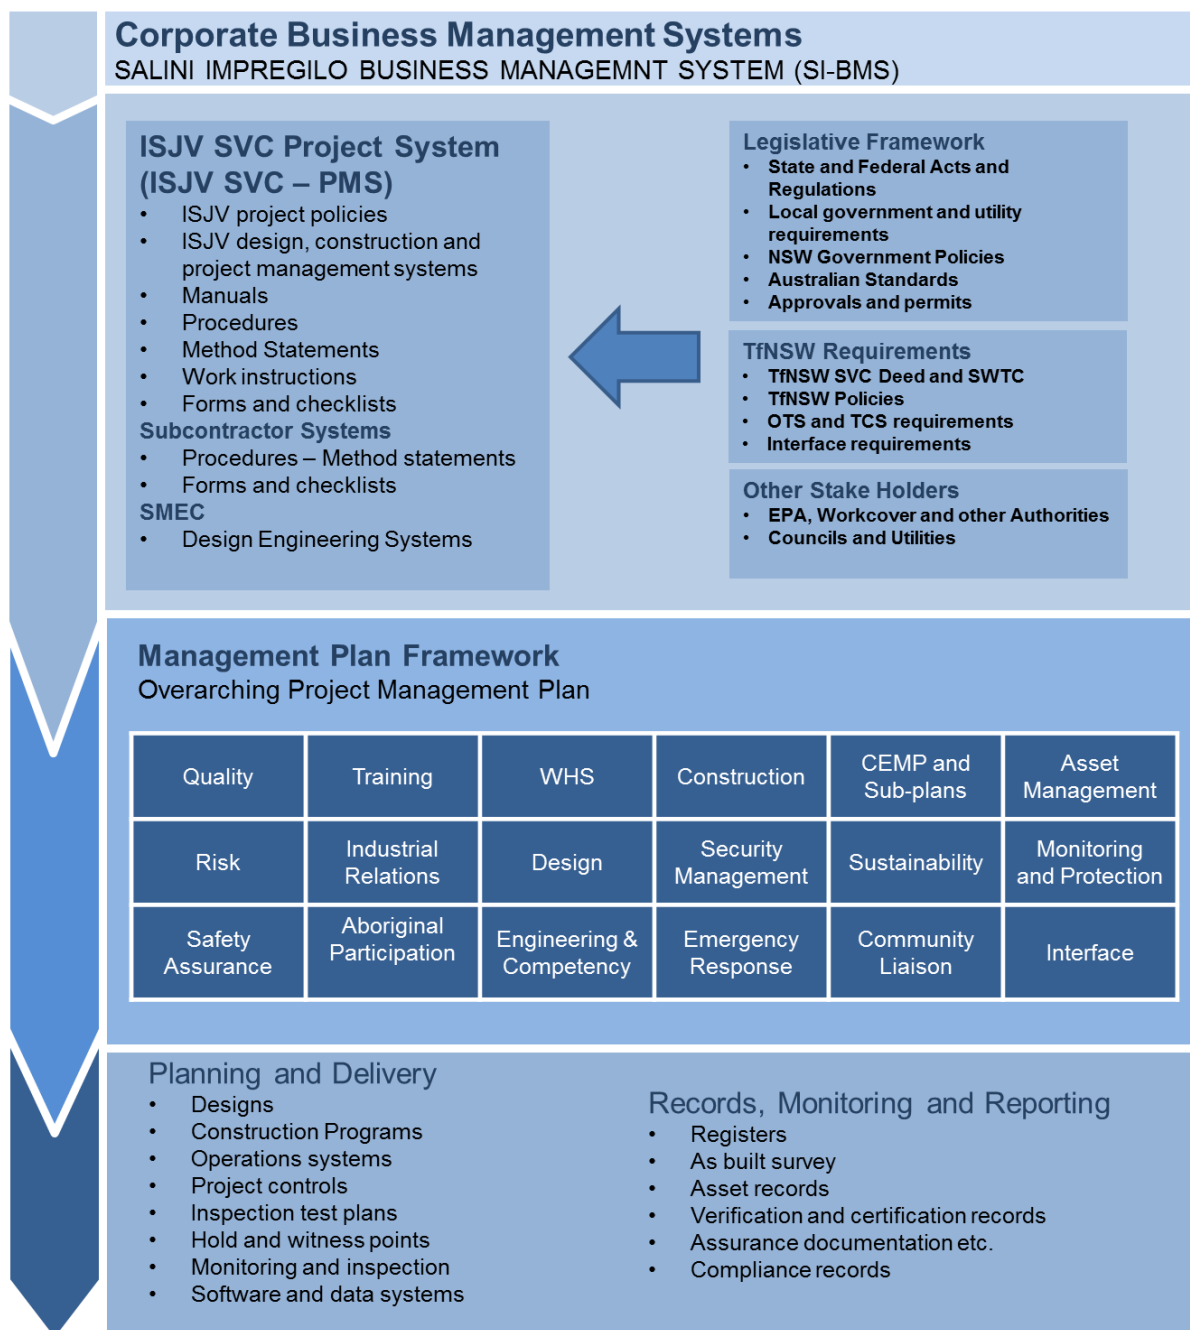 Corporate Business Management Systems
SALINI IMPREGILO BUSINESS MANAGEMNT SYSTEM (SI-BMS)
ISJV SVC Project System
(ISJV SVC – PMS)
• ISJV project policies
• ISJV design, construction and
project management systems
• Manuals
• Procedures
• Method Statements
• Work instructions
• Forms and checklists
Subcontractor Systems
• Procedures – Method statements
• Forms and checklists
SMEC
• Design Engineering Systems
Legislative Framework
• State and Federal Acts and
Regulations
• Local government and utility
requirements
• NSW Government Policies
• Australian Standards
• Approvals and permits
TfNSW Requirements
• TfNSW SVC Deed and SWTC
• TfNSW Policies
• OTS and TCS requirements
• Interface requirements
Other Stake Holders
• EPA, Workcover and other Authorities
• Councils and Utilities
Management Plan Framework
Overarching Project Management Plan
Quality
Training
WHS
Construction
CEMP and
Sub-plans
Asset
Management
Risk
Industrial
Relations
Design
Security
Management
Sustainability
Monitoring
and Protection
Safety
Assurance
Aboriginal
Participation
Engineering &
Competency
Emergency
Response
Community
Liaison
Interface
Planning and Delivery
• Designs
• Construction Programs
• Operations systems
• Project controls
• Inspection test plans
• Hold and witness points
• Monitoring and inspection
• Software and data systems
Records, Monitoring and Reporting
• Registers
• As built survey
• Asset records
• Verification and certification records
• Assurance documentation etc.
• Compliance records